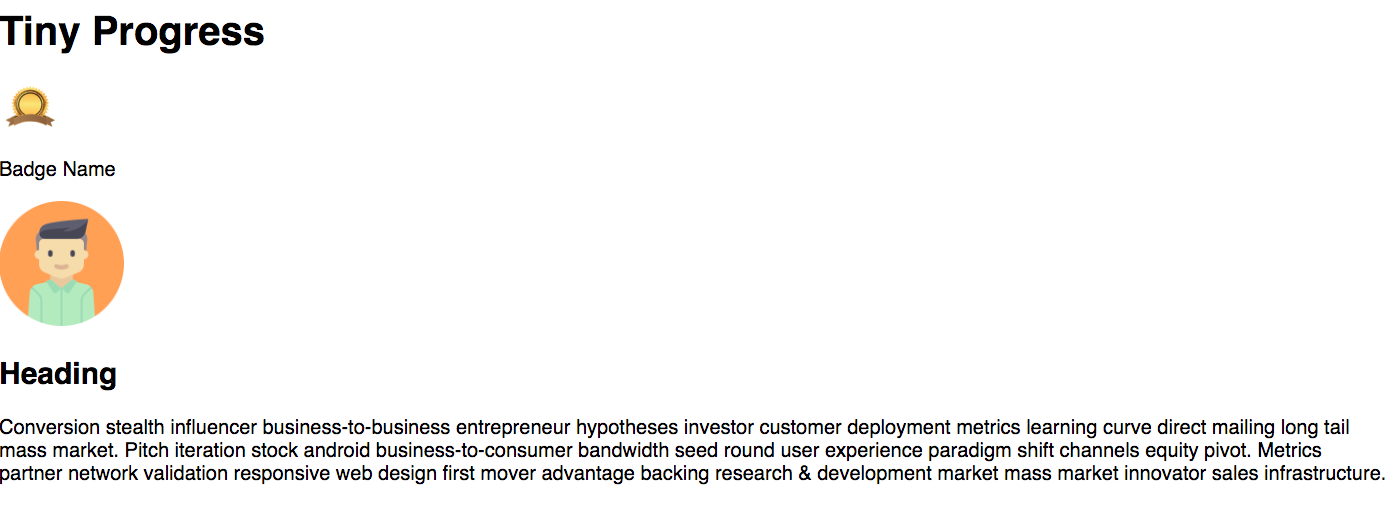 Tiny Progress
Badge Name
Heading
Conversion stealth influencer business-to-business entrepreneur hypotheses investor customer deployment metrics learning curve direct mailing long tail
mass market. Pitch iteration stock android business-to-consumer bandwidth seed round user experience paradigm shift channels equity pivot. Metrics
partner network validation responsive web design first mover advantage backing research & development market mass market innovator sales infrastructure.